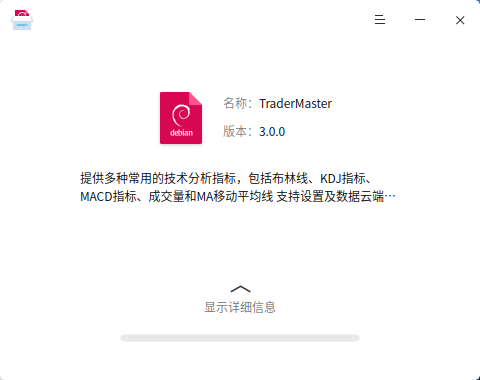 debian
名称：TraderMaster
版本：3.0.0
提供多种常用的技术分析指标，包括布林线、KDJ指标、
MACD指标、成交量和MA移动平均线 支持设置及数据云端…
显示详细信息